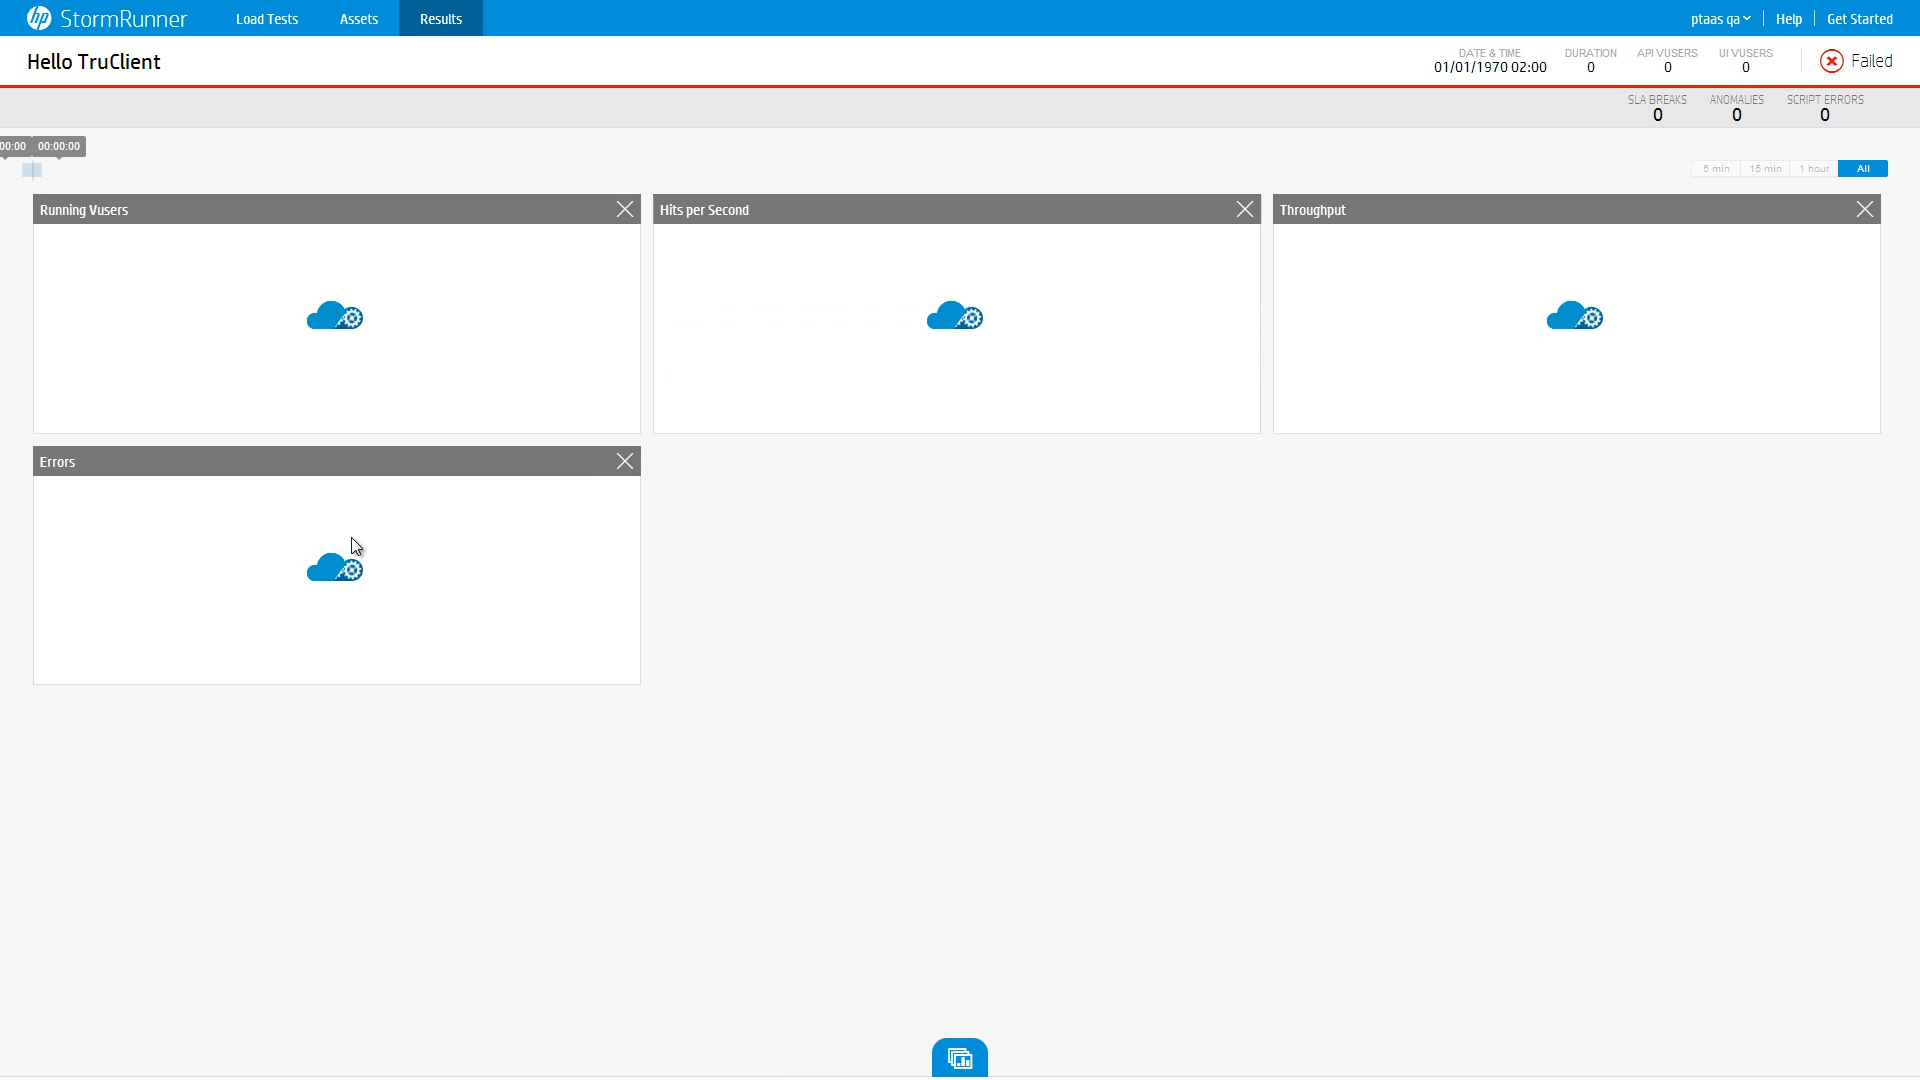 hp StormRunner Load Tests Assets Results ptaas qa Help Get Started
Hello TruClient
DATE & TIME DURATION API VUSERS UI VUSERS
01/01/1970 02:00 0 0 0 Failed
SLA BREAKS ANOMALIES SCRIPT ERRORS
0 0 0
00:00 00:00:00
5 min 15 min 1 hour All
Running Vusers Hits per Second Throughput
Errors